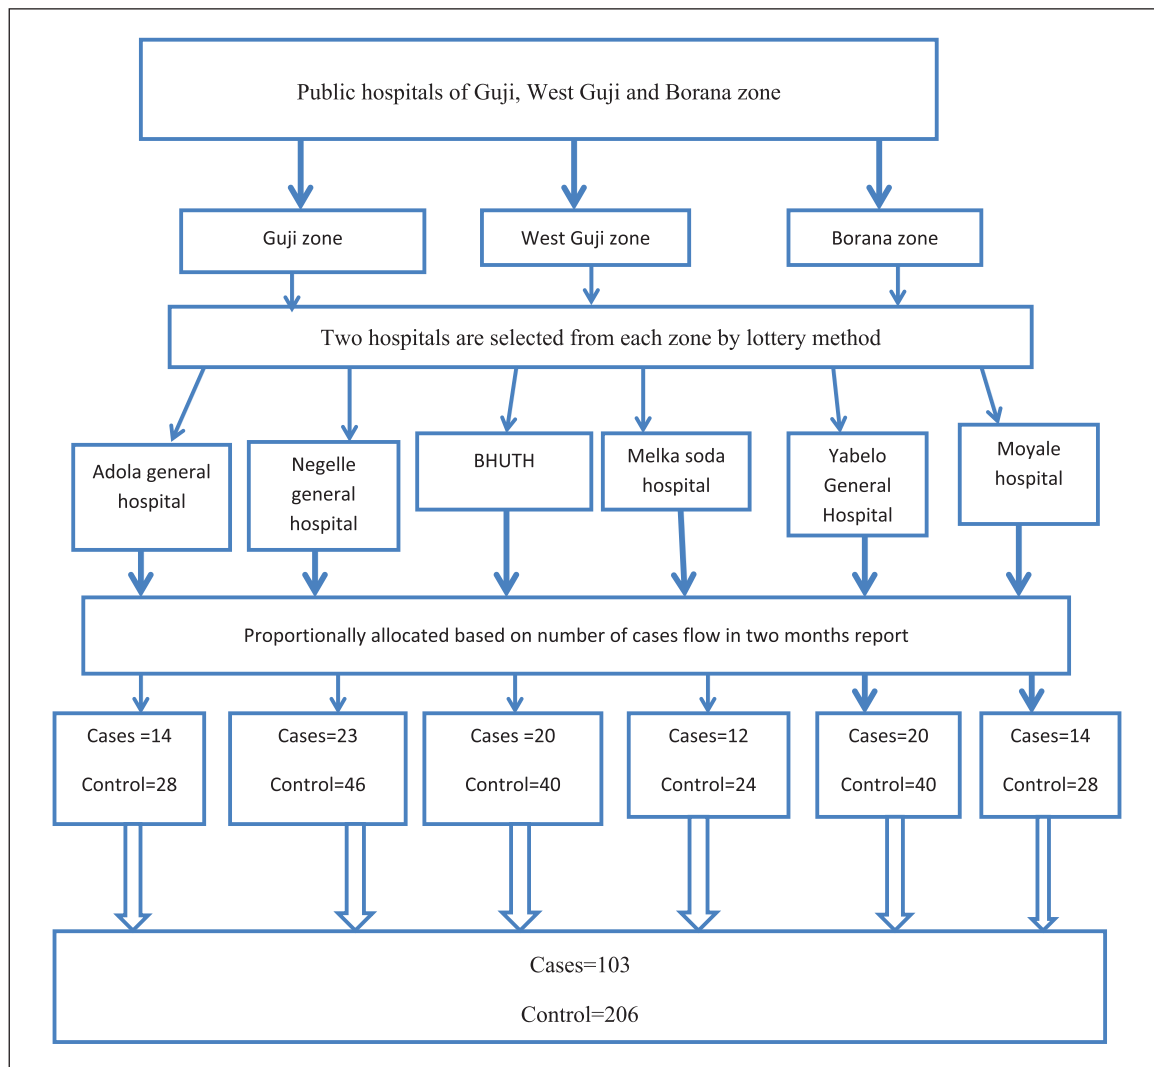 Public hospitals of Guji, West Guji and Borana zone
Guji zone
West Guji zone
Borana zone
Two hospitals are selected from each zone by lottery method
Adola general
hospital
Negelle
general
hospital
BHUTH
Melka soda
hospital
Yabelo
General
Hospital
Moyale
hospital
Proportionally allocated based on number of cases flow in two months report
Cases =14
Control=28
Cases=23
Control=46
Cases =20
Control=40
Cases=12
Control=24
Cases=20
Control=40
Cases=14
Control=28
Cases=103
Control=206